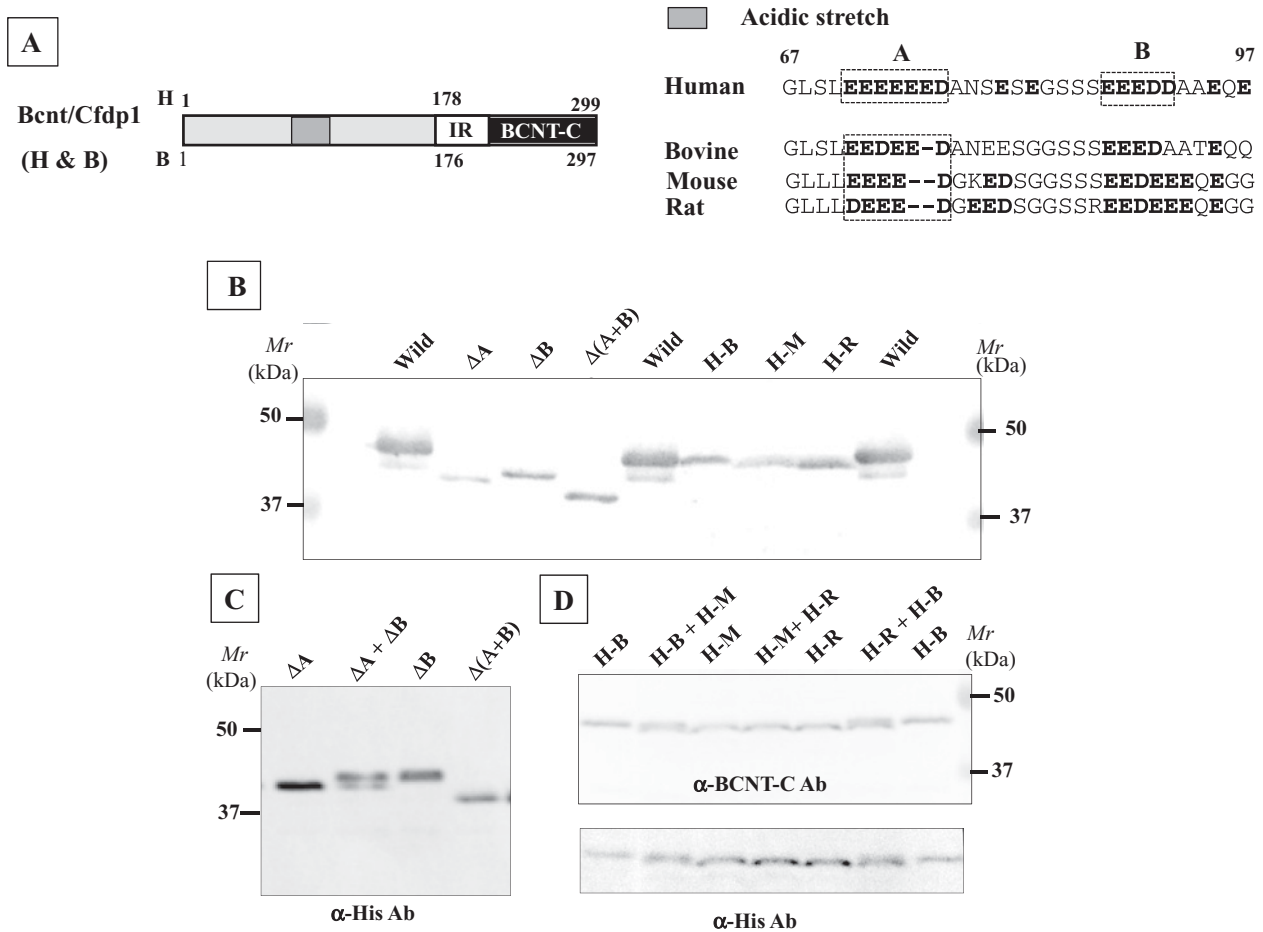 A
Acidic stretch
67 A B 97
Human GLSLEEEEEEDANSESEGSSSEEEDDAAEQE
Bovine GLSLEEDEE–DANEESGGSSSEEEDAATEQQ
Mouse GLLLEEEE––DGKEDSGGSSSEEDEEEQEGG
Rat GLLLDEEE––DGEEDSGGSSREEDEEEQEGG
Bcnt/Cfdp1
(H & B)
H 1 178 299
IR BCNT-C
B 1 176 297
B
Mr
(kDa)
Wild ΔA ΔB Δ(A+B) Wild H-B H-M H-R Wild
Mr
(kDa)
50
37
50
37
C
Mr
(kDa)
ΔA ΔA + ΔB ΔB Δ(A+B)
50
37
α-His Ab
D
H-B H-B + H-M H-M H-M+ H-R H-R H-R + H-B H-B
Mr
(kDa)
50
37
α-BCNT-C Ab
α-His Ab